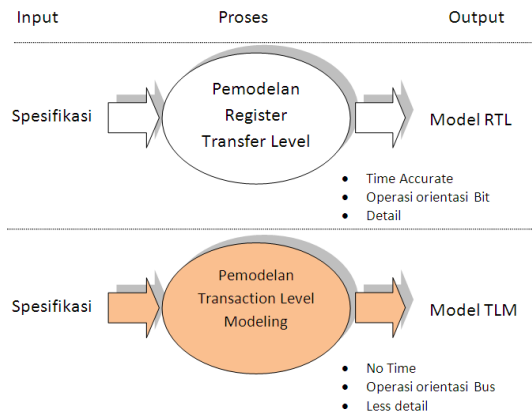 Input Proses Output
Spesifikasi
Pemodelan
Register
Transfer Level
Model RTL
• Time Accurate
• Operasi orientasi Bit
• Detail
Spesifikasi
Pemodelan
Transaction Level
Modeling
Model TLM
• No Time
• Operasi orientasi Bus
• Less detail